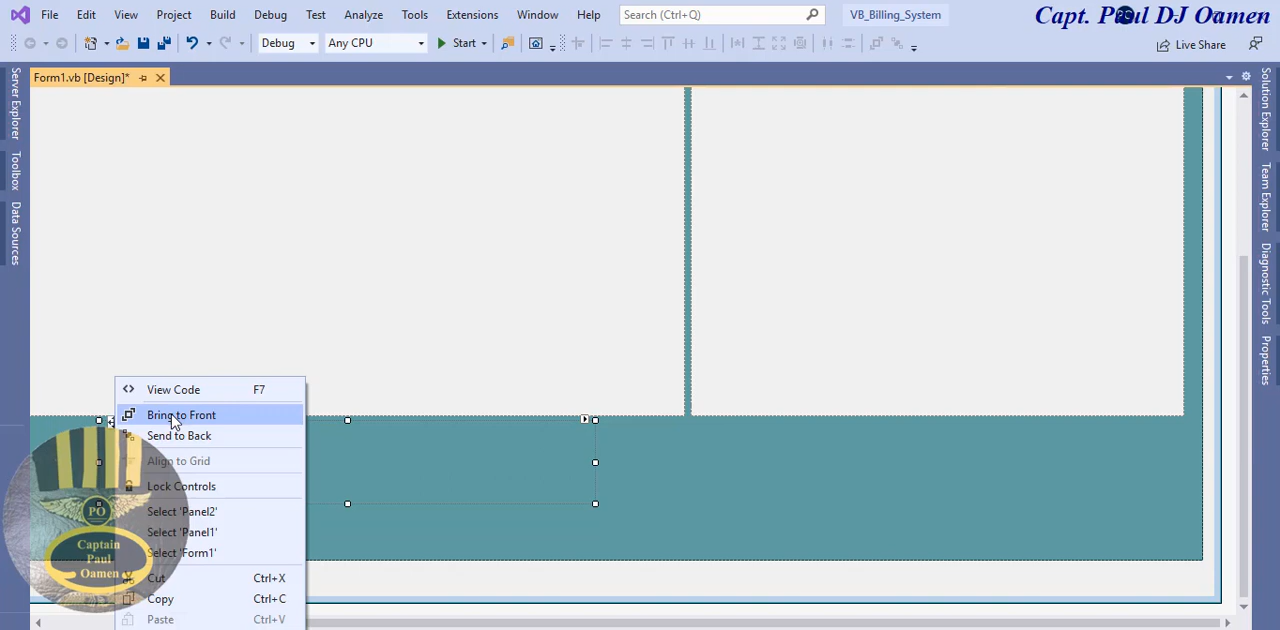 File Edit View Project Build Debug Test Analyze Tools Extensions Window Help Search (Ctrl+Q) VB_Billing_System
Capt. Paul DJ Oamen
Debug Any CPU Start Live Share
Form1.vb [Design]*
Server Explorer
Toolbox
Data Sources
Solution Explorer
Team Explorer
Diagnostic Tools
Properties
View Code F7
Bring to Front
Send to Back
Align to Grid
Lock Controls
Select 'Panel2'
Select 'Panel1'
Select 'Form1'
Cut Ctrl+X
Copy Ctrl+C
Paste Ctrl+V
PO
Captain
Paul
Oamen